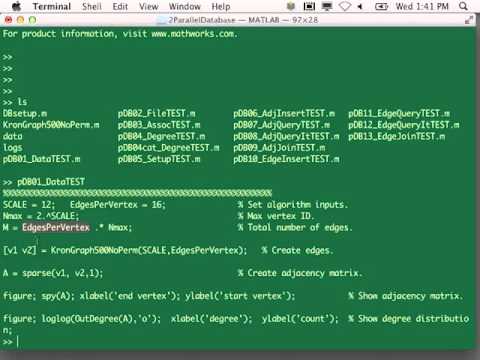 Terminal Shell Edit View Window Help
Wed 1:41 PM
2ParallelDatabase — MATLAB — 97×28
For product information, visit www.mathworks.com.
>>
>>
>>
>>
>> ls
DBsetup.m pDB02_FileTEST.m pDB06_AdjInsertTEST.m pDB11_EdgeQueryTEST.m
KronGraph500NoPerm.m pDB03_AssocTEST.m pDB07_AdjQueryTEST.m pDB12_EdgeQueryItTEST.m
data pDB04_DegreeTEST.m pDB08_AdjQueryItTEST.m pDB13_EdgeJoinTEST.m
logs pDB04cat_DegreeTEST.m pDB09_AdjJoinTEST.m
pDB01_DataTEST.m pDB05_SetupTEST.m pDB10_EdgeInsertTEST.m
>> pDB01_DataTEST
%%%%%%%%%%%%%%%%%%%%%%%%%%%%%%%%%%%%%%%%%%%%%%%%%%%%%%%%%%%
SCALE = 12; EdgesPerVertex = 16; % Set algorithm inputs.
Nmax = 2.^SCALE; % Max vertex ID.
M = EdgesPerVertex .* Nmax; % Total number of edges.
[v1 v2] = KronGraph500NoPerm(SCALE,EdgesPerVertex); % Create edges.
A = sparse(v1, v2,1); % Create adjacency matrix.
figure; spy(A); xlabel('end vertex'); ylabel('start vertex'); % Show adjacency matrix.
figure; loglog(OutDegree(A),'o'); xlabel('degree'); ylabel('count'); % Show degree distributio
n;
>>